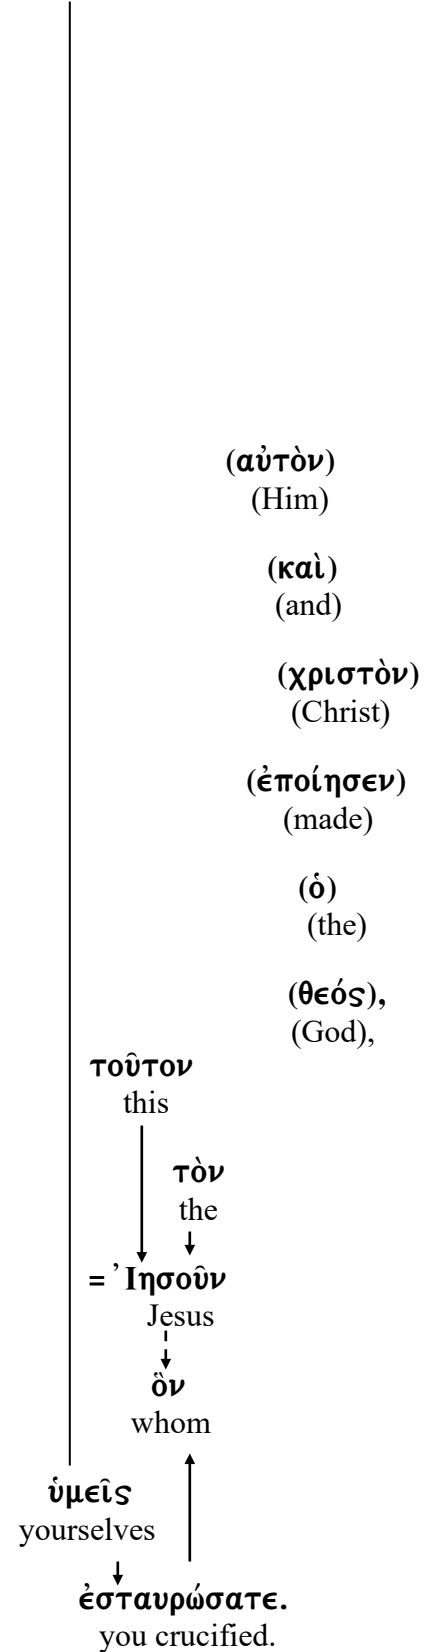 (αὐτὸν)
(Him)
(καὶ)
(and)
(χριστὸν)
(Christ)
(ἐποίησεν)
(made)
(ὁ)
(the)
(θεός),
(God),
τοῦτον
this
τὸν
the
= Ἰησοῦν
Jesus
ὃν
whom
ὑμεῖς
yourselves
ἐσταυρώσατε.
you crucified.